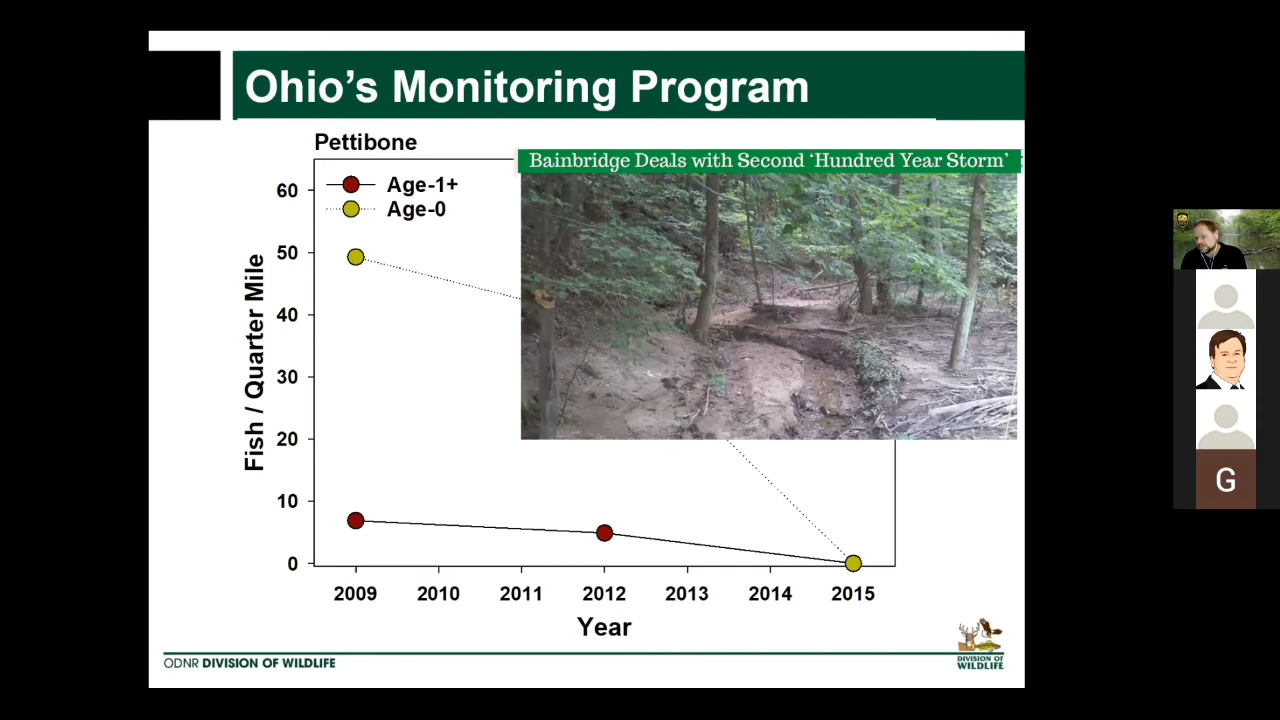 Ohio's Monitoring Program
Pettibone
Bainbridge Deals with Second 'Hundred Year Storm'
Age-1+
Age-0
Fish / Quarter Mile
60
50
40
30
20
10
0
2009 2010 2011 2012 2013 2014 2015
Year
ODNR DIVISION OF WILDLIFE
DIVISION OF
WILDLIFE
G